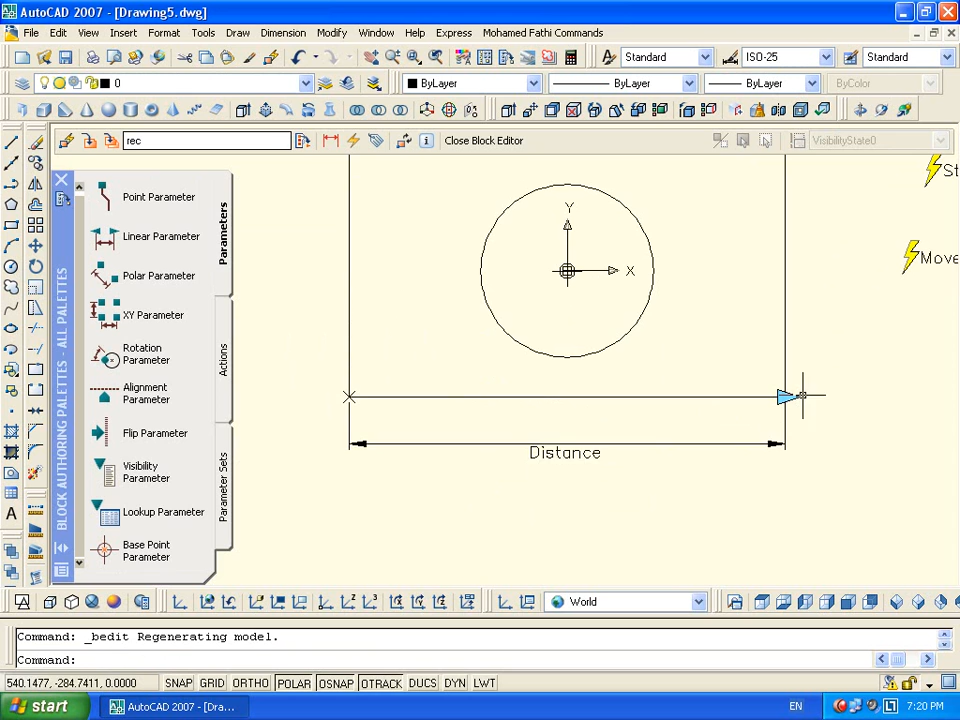 AutoCAD 2007 - [Drawing5.dwg]
File Edit View Insert Format Tools Draw Dimension Modify Window Help Express Mohamed Fathi Commands
Standard ISO-25 Standard
0 ByLayer ByLayer ByLayer ByColor
rec Close Block Editor VisibilityState0
BLOCK AUTHORING PALETTES - ALL PALETTES
Parameters
Actions
Parameter Sets
Point Parameter
Linear Parameter
Polar Parameter
XY Parameter
Rotation
Parameter
Alignment
Parameter
Flip Parameter
Visibility
Parameter
Lookup Parameter
Base Point
Parameter
Y
X
St
Move
Distance
World
Command: _bedit Regenerating model.
Command:
540.1477, -284.7411, 0.0000 SNAP GRID ORTHO POLAR OSNAP OTRACK DUCS DYN LWT
start AutoCAD 2007 - [Dra... EN 7:20 PM